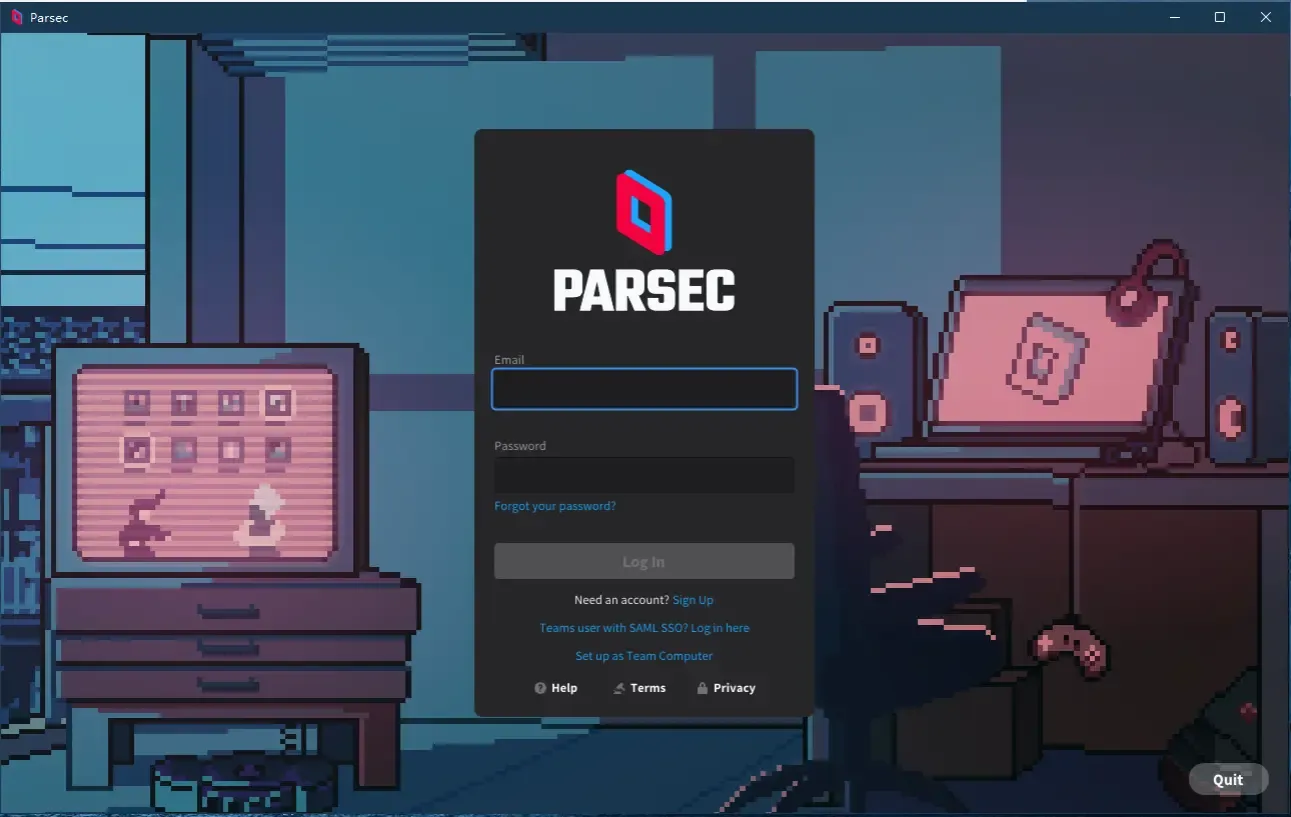 Parsec
PARSEC
Email
Password
Forgot your password?
Log In
Need an account? Sign Up
Teams user with SAML SSO? Log in here
Set up as Team Computer
Help Terms Privacy
Quit